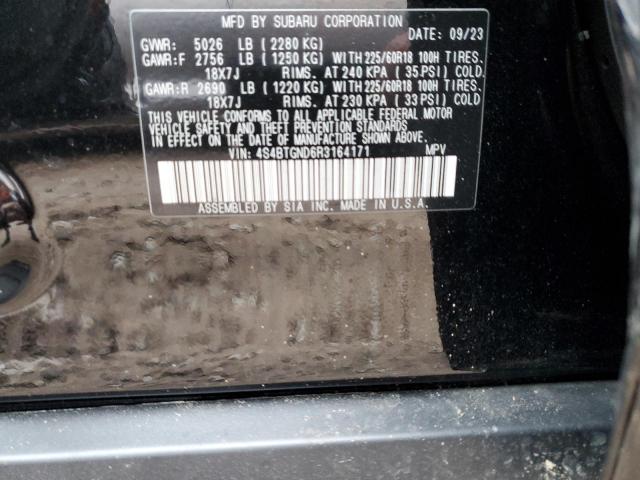 MFD BY SUBARU CORPORATION
DATE: 09/23
GVWR: 5026 LB (2280 KG)
GAWR:F 2756 LB (1250 KG) WITH 225/60R18 100H TIRES.
18X7J RIMS. AT 240 KPA (35 PSI) COLD.
GAWR:R 2690 LB (1220 KG) WITH 225/60R18 100H TIRES.
18X7J RIMS. AT 230 KPA (33 PSI) COLD
THIS VEHICLE CONFORMS TO ALL APPLICABLE FEDERAL MOTOR
VEHICLE SAFETY AND THEFT PREVENTION STANDARDS
IN EFFECT ON THE DATE OF MANUFACTURE SHOWN ABOVE.
VIN: 4S4BTGND6R3164171 MPV
ASSEMBLED BY SIA INC. MADE IN U.S.A.